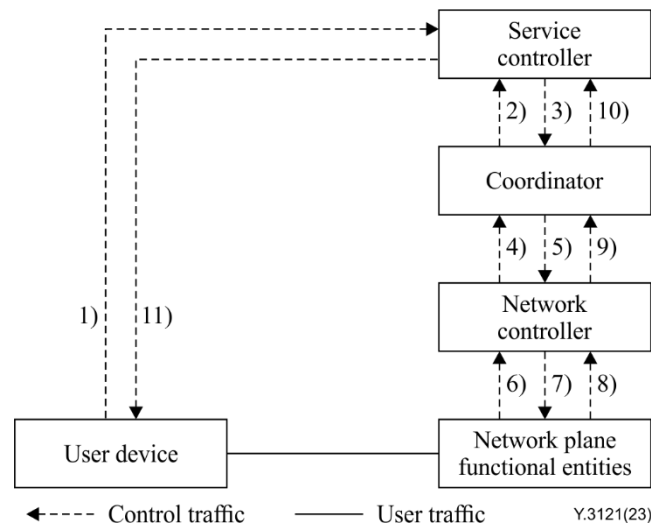 Service
controller
2) 3) 10)
Coordinator
4) 5) 9)
1) 11)
Network
controller
6) 7) 8)
User device
Network plane
functional entities
Control traffic User traffic Y.3121(23)